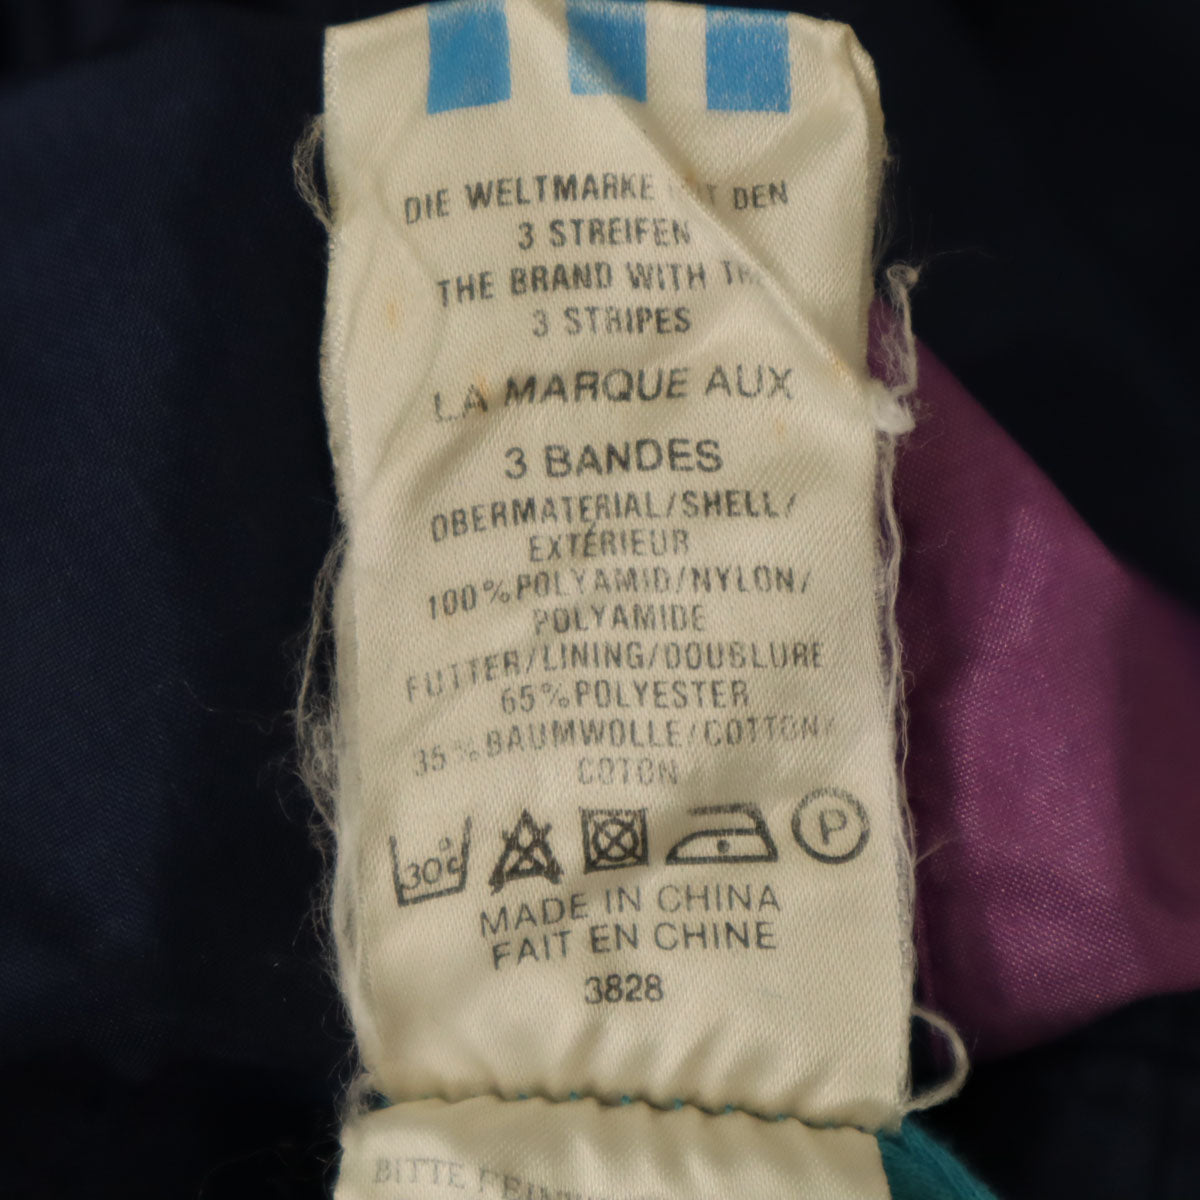 DIE WELTMARKE DEN
3 STREIFEN
THE BRAND WITH
3 STRIPES
LA MARQUE AUX
3 BANDES
OBERMATERIAL/SHELL/
EXTÉRIEUR
100%POLYAMID/NYLON/
POLYAMIDE
FUTTER/LINING/DOUBLURE
65%POLYESTER
35%BAUMWOLLE/COTTON/
COTON
30°C P
MADE IN CHINA
FAIT EN CHINE
3828
BITTE